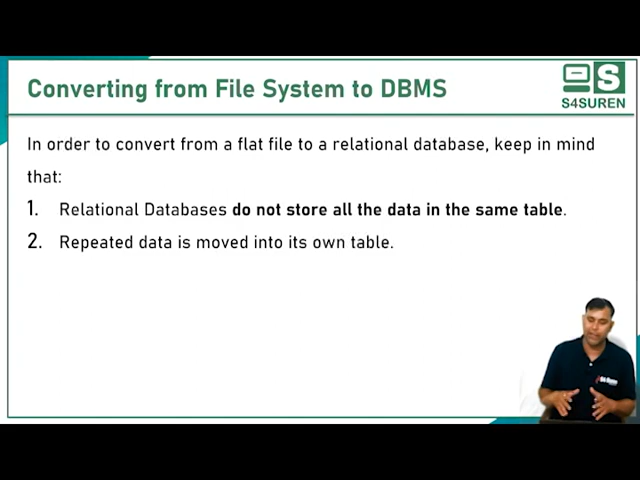 Converting from File System to DBMS
S
S4SUREN
In order to convert from a flat file to a relational database, keep in mind
that:
1. Relational Databases do not store all the data in the same table.
2. Repeated data is moved into its own table.